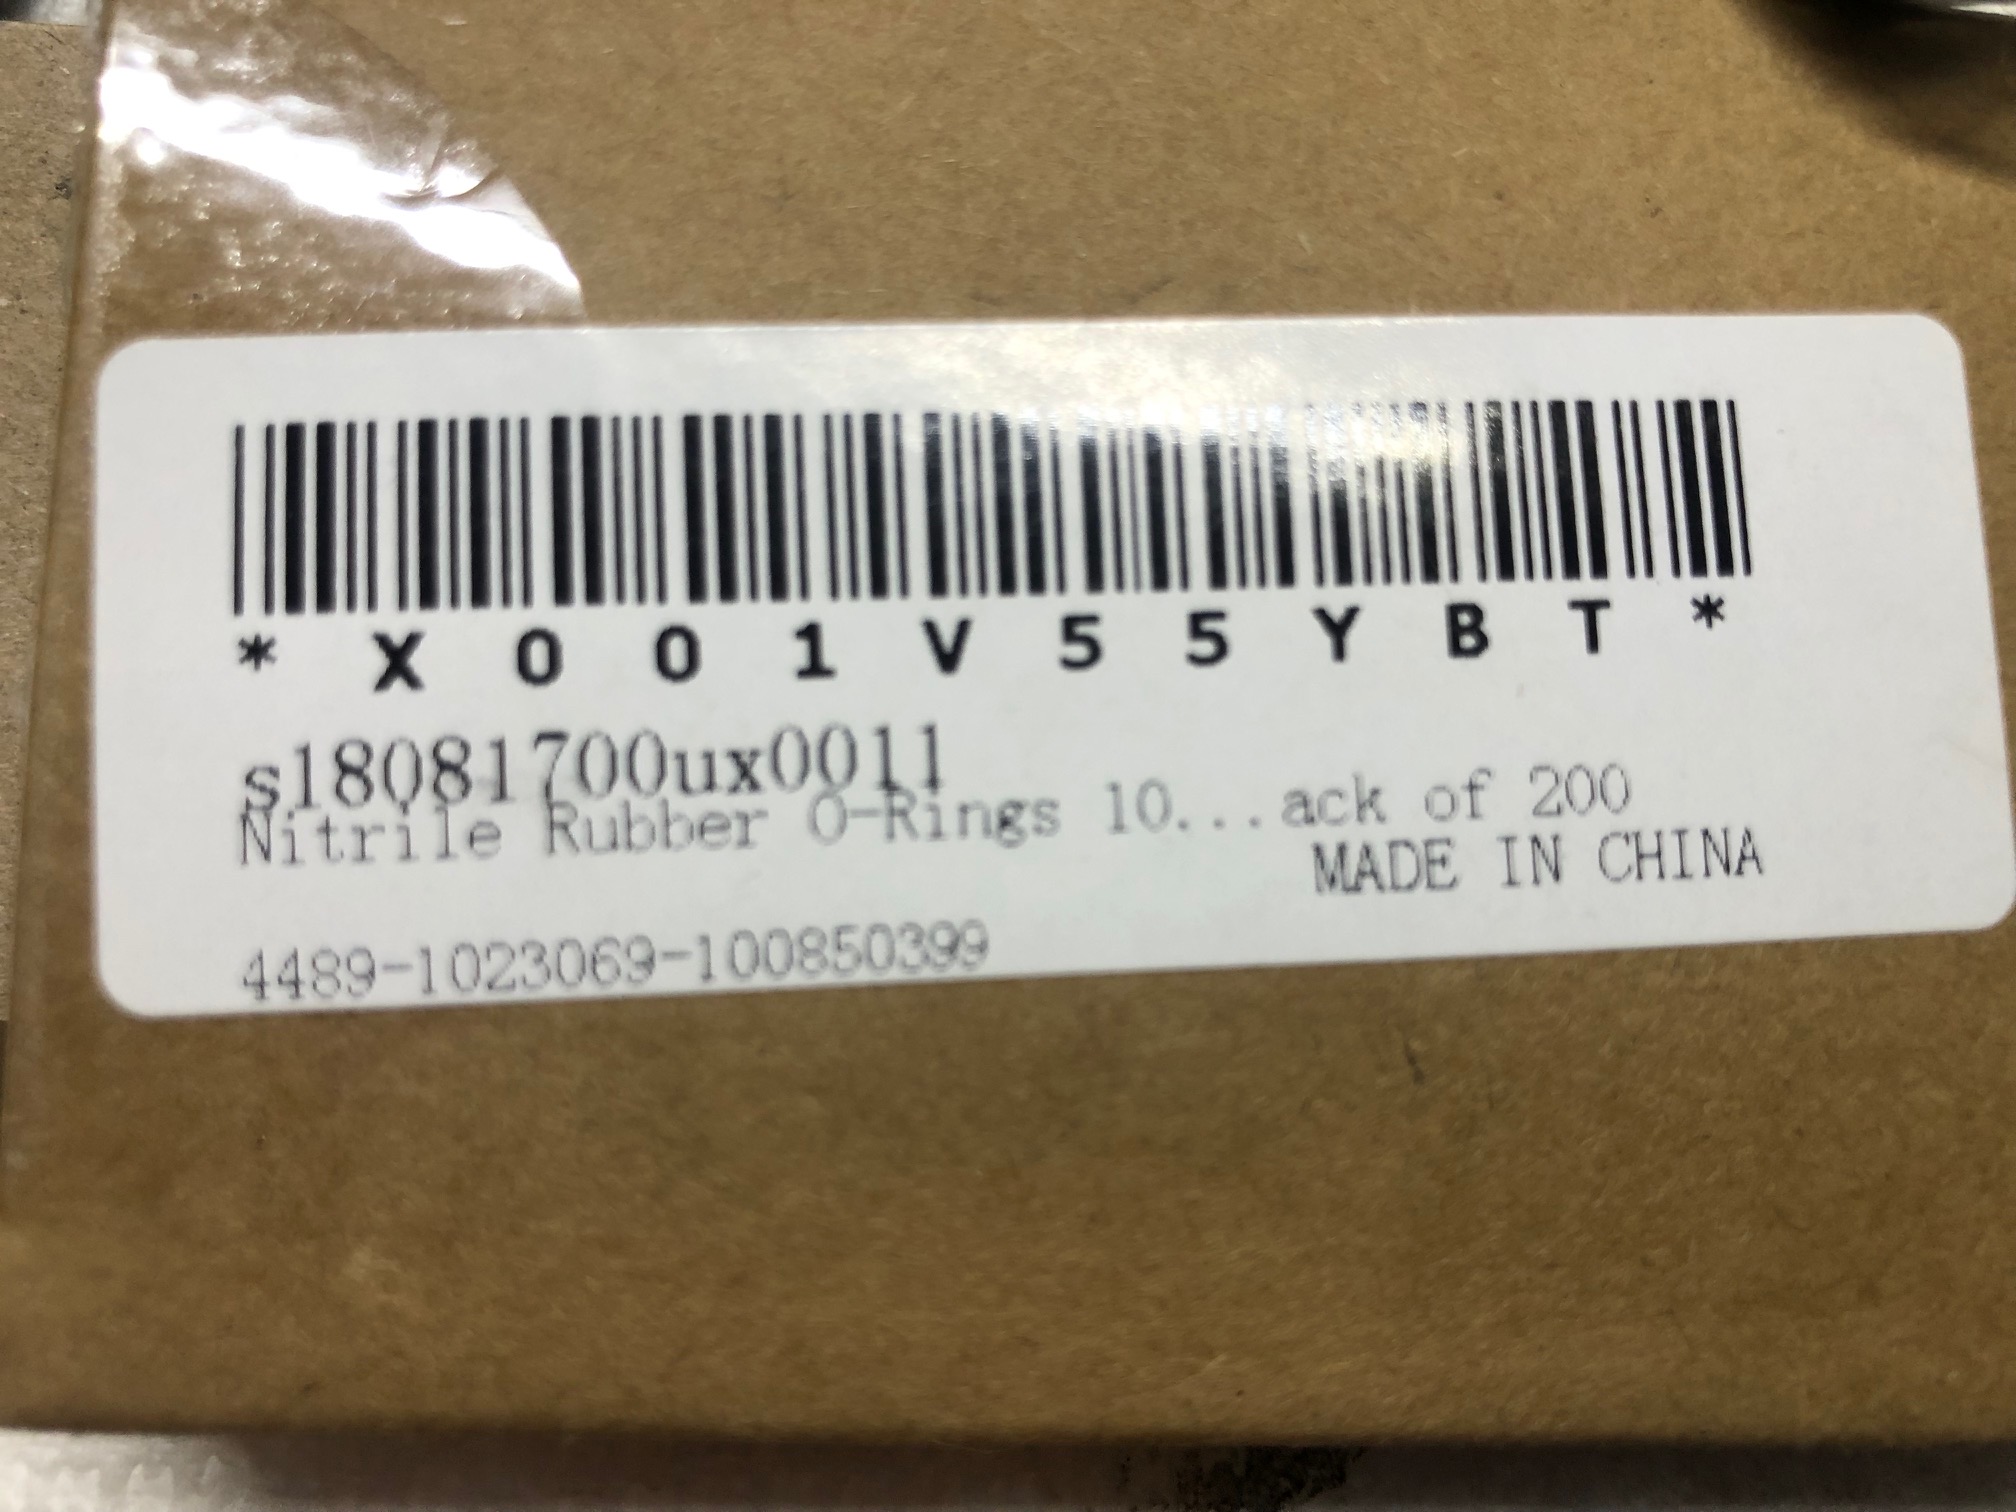 * X 0 0 1 V 5 5 Y B T *
s18081700ux0011
Nitrile Rubber O-Rings 10...ack of 200
MADE IN CHINA
4489-1023069-100850399